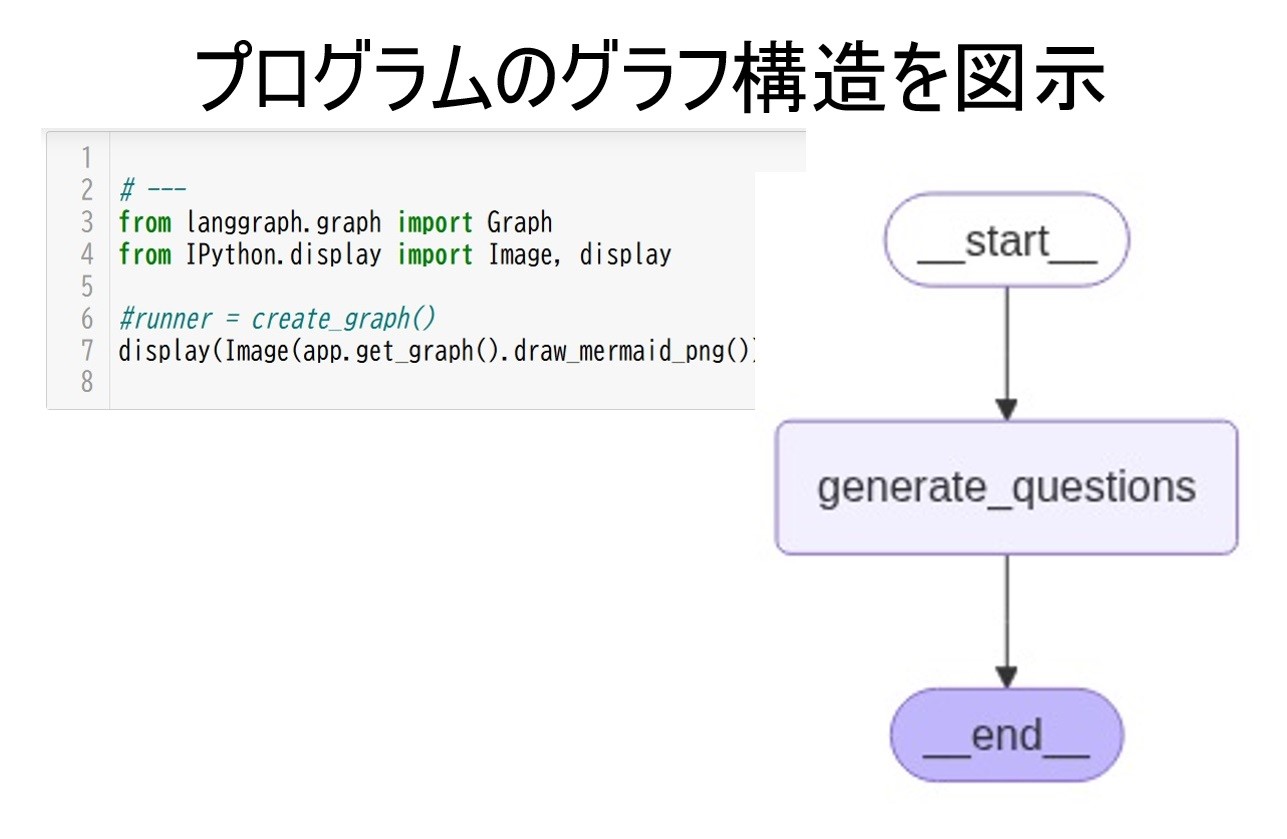 プログラムのグラフ構造を図示
1
2 # ---
3 from langgraph.graph import Graph
4 from IPython.display import Image, display
5
6 #runner = create_graph()
7 display(Image(app.get_graph().draw_mermaid_png())
8
__start__
generate_questions
__end__